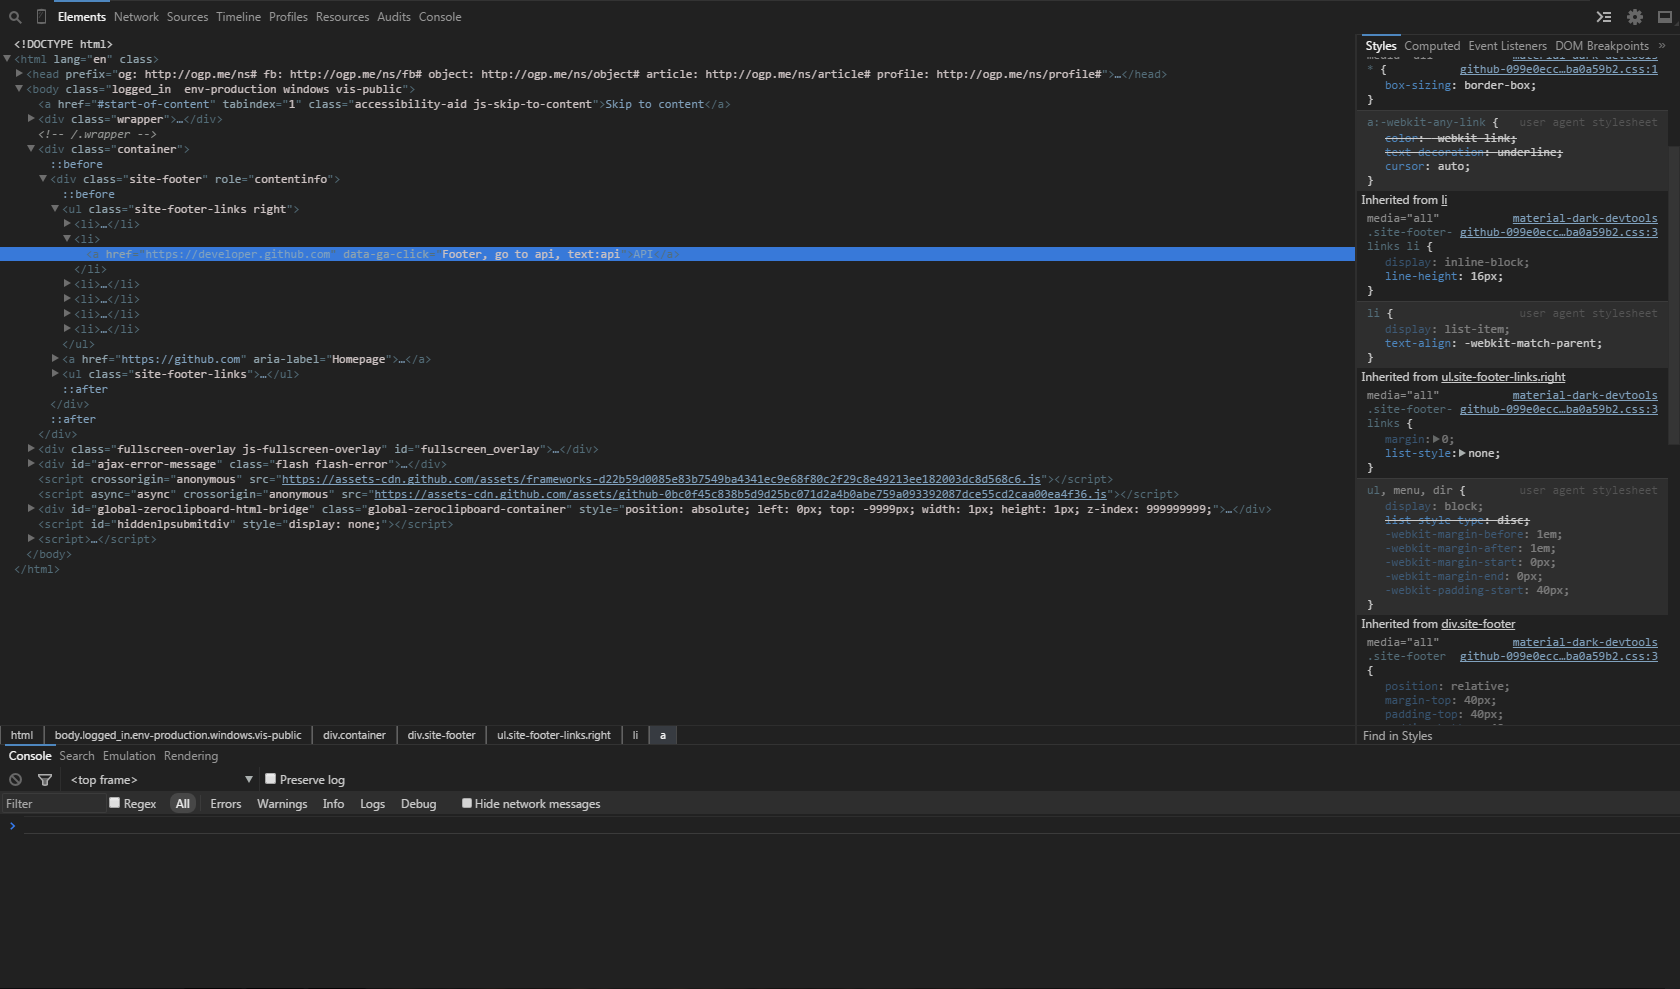 Elements Network Sources Timeline Profiles Resources Audits Console
<!DOCTYPE html>
<html lang="en" class>
<head prefix="og: http://ogp.me/ns# fb: http://ogp.me/ns/fb# object: http://ogp.me/ns/object# article: http://ogp.me/ns/article# profile: http://ogp.me/ns/profile#">…</head>
<body class="logged_in  env-production windows vis-public">
<a href="#start-of-content" tabindex="1" class="accessibility-aid js-skip-to-content">Skip to content</a>
<div class="wrapper">…</div>
<!-- /.wrapper -->
<div class="container">
::before
<div class="site-footer" role="contentinfo">
::before
<ul class="site-footer-links right">
<li>…</li>
<li>
href https://developer.github.com data-ga-click Footer, go to api, text:api API
</li>
<li>…</li>
<li>…</li>
<li>…</li>
<li>…</li>
</ul>
<a href="https://github.com" aria-label="Homepage">…</a>
<ul class="site-footer-links">…</ul>
::after
</div>
::after
</div>
<div class="fullscreen-overlay js-fullscreen-overlay" id="fullscreen_overlay">…</div>
<div id="ajax-error-message" class="flash flash-error">…</div>
<script crossorigin="anonymous" src="https://assets-cdn.github.com/assets/frameworks-d22b59d0085e83b7549ba4341ec9e68f80c2f29c8e49213ee182003dc8d568c6.js"></script>
<script async="async" crossorigin="anonymous" src="https://assets-cdn.github.com/assets/github-0bc0f45c838b5d9d25bc071d2a4b0abe759a093392087dce55cd2caa00ea4f36.js"></script>
<div id="global-zeroclipboard-html-bridge" class="global-zeroclipboard-container" style="position: absolute; left: 0px; top: -9999px; width: 1px; height: 1px; z-index: 999999999;">…</div>
<script id="hiddenlpsubmitdiv" style="display: none;"></script>
<script>…</script>
</body>
</html>
html body.logged_in.env-production.windows.vis-public div.container div.site-footer ul.site-footer-links.right li a
Styles Computed Event Listeners DOM Breakpoints »
* { github-099e0ecc…ba0a59b2.css:1
box-sizing: border-box;
}
a:-webkit-any-link { user agent stylesheet
color: -webkit-link;
text-decoration: underline;
cursor: auto;
}
Inherited from li
media="all" material-dark-devtools
.site-footer- github-099e0ecc…ba0a59b2.css:3
links li {
display: inline-block;
line-height: 16px;
}
li { user agent stylesheet
display: list-item;
text-align: -webkit-match-parent;
}
Inherited from ul.site-footer-links.right
media="all" material-dark-devtools
.site-footer- github-099e0ecc…ba0a59b2.css:3
links {
margin: 0;
list-style: none;
}
ul, menu, dir { user agent stylesheet
display: block;
list-style-type: disc;
-webkit-margin-before: 1em;
-webkit-margin-after: 1em;
-webkit-margin-start: 0px;
-webkit-margin-end: 0px;
-webkit-padding-start: 40px;
}
Inherited from div.site-footer
media="all" material-dark-devtools
.site-footer github-099e0ecc…ba0a59b2.css:3
{
position: relative;
margin-top: 40px;
padding-top: 40px;
Find in Styles
Console Search Emulation Rendering
<top frame> Preserve log
Filter Regex All Errors Warnings Info Logs Debug Hide network messages